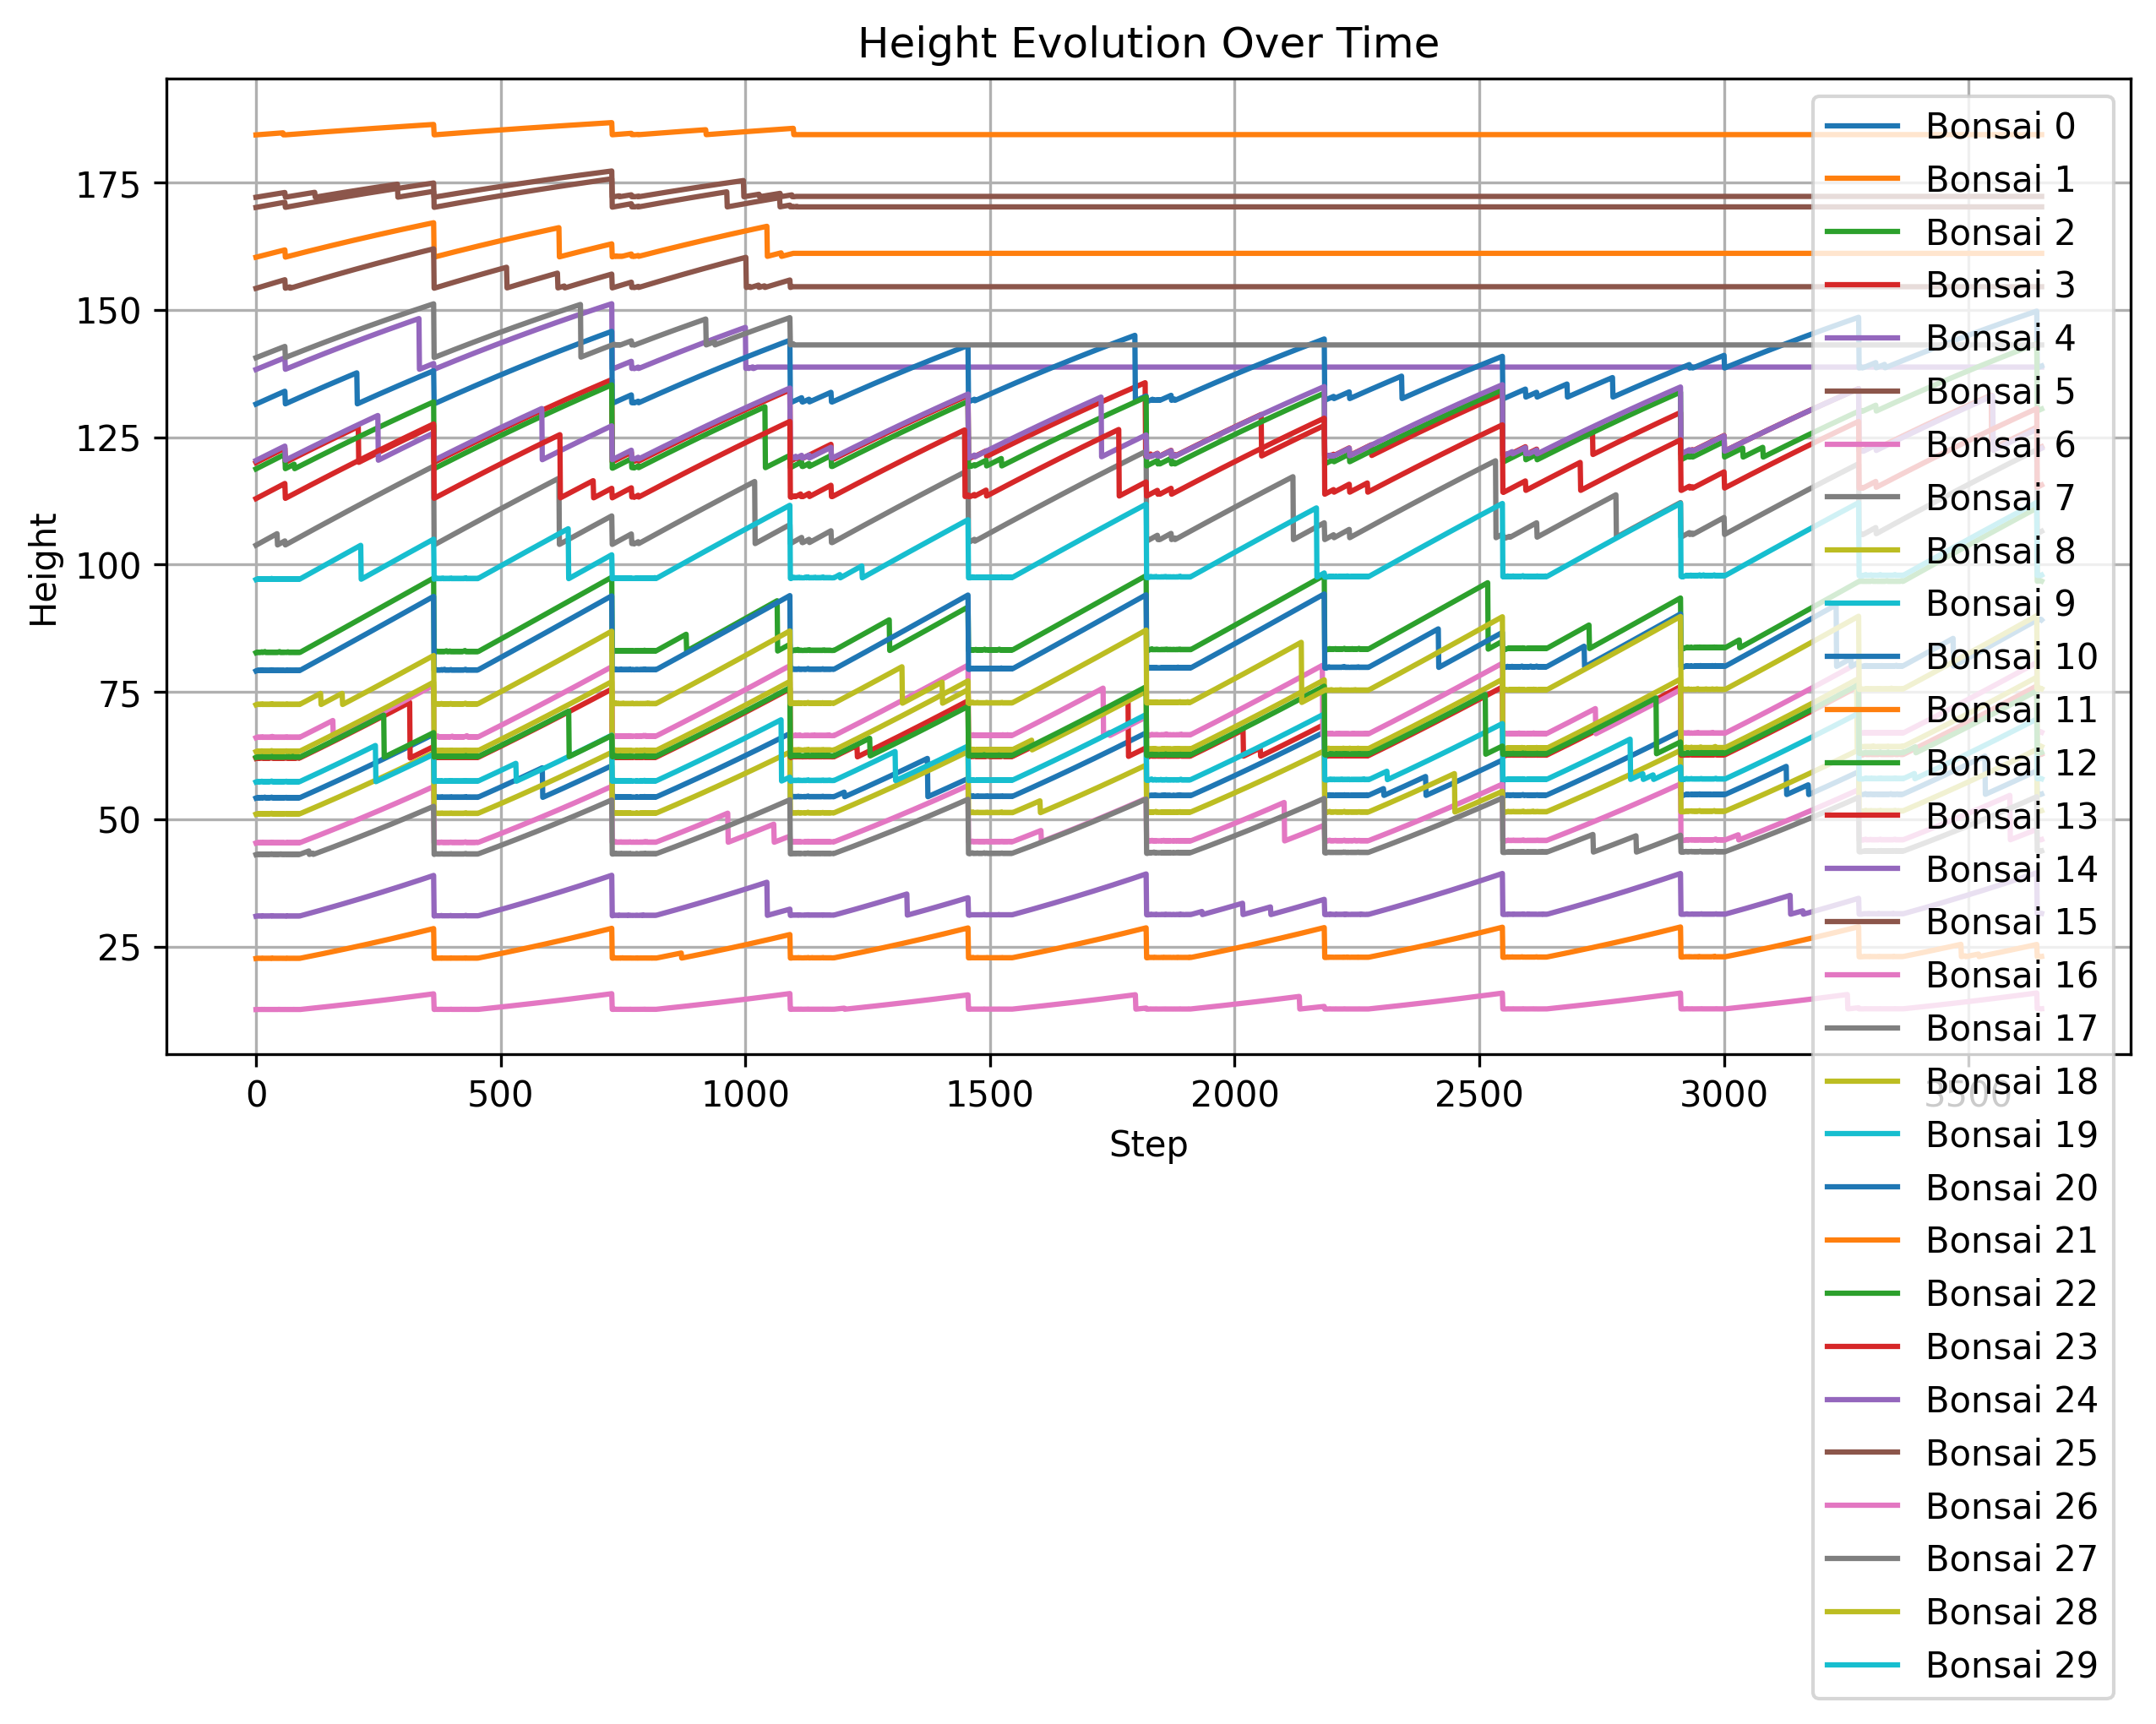 Height Evolution Over Time
Height
175
150
125
100
75
50
25
0
500
1000
1500
2000
2500
3000
3500
Step
Bonsai 0
Bonsai 1
Bonsai 2
Bonsai 3
Bonsai 4
Bonsai 5
Bonsai 6
Bonsai 7
Bonsai 8
Bonsai 9
Bonsai 10
Bonsai 11
Bonsai 12
Bonsai 13
Bonsai 14
Bonsai 15
Bonsai 16
Bonsai 17
Bonsai 18
Bonsai 19
Bonsai 20
Bonsai 21
Bonsai 22
Bonsai 23
Bonsai 24
Bonsai 25
Bonsai 26
Bonsai 27
Bonsai 28
Bonsai 29